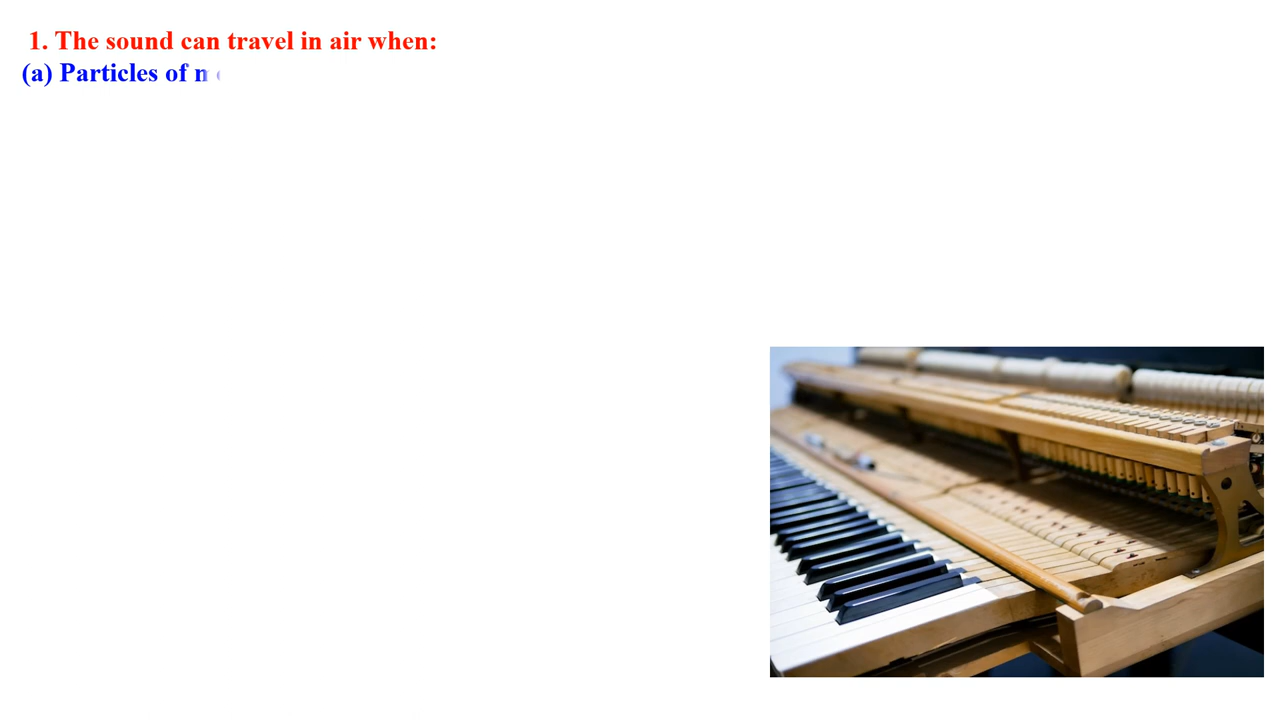 1. The sound can travel in air when:
(a) Particles of